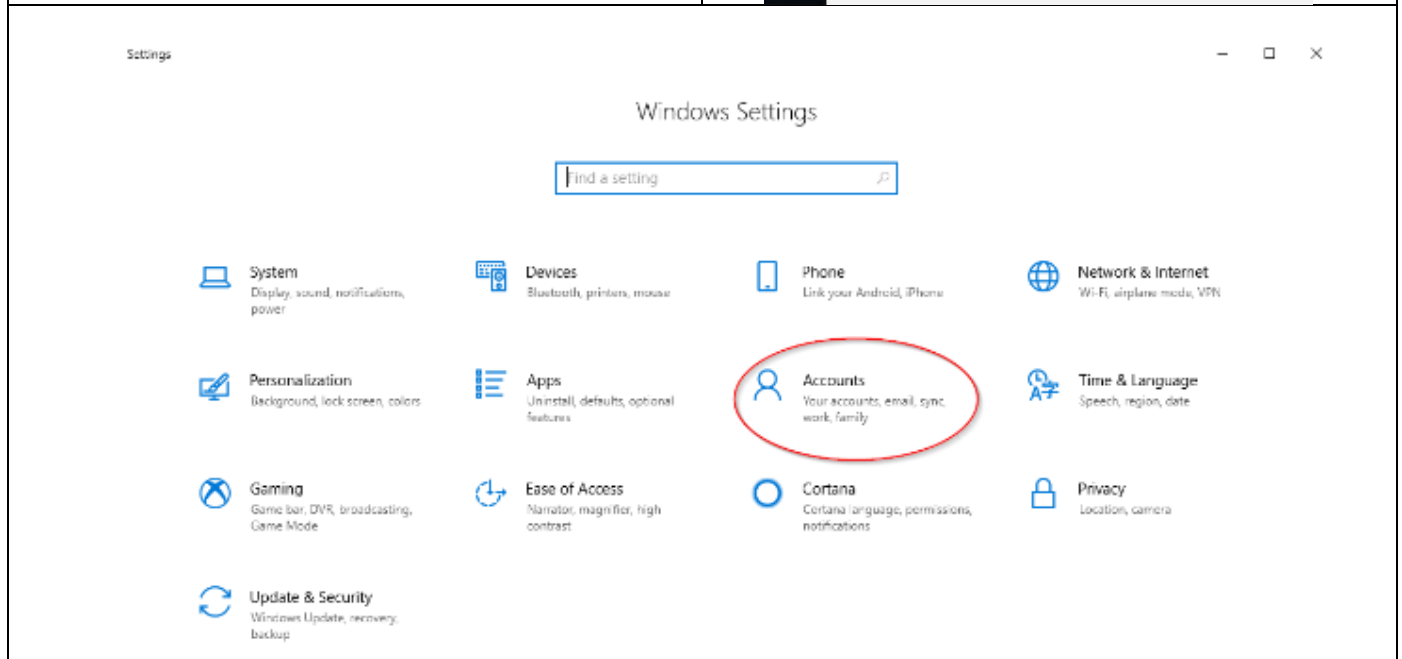 Settings
Windows Settings
Find a setting
System
Display, sound, notifications,
power
Devices
Bluetooth, printers, mouse
Phone
Link your Android, iPhone
Network & Internet
Wi-Fi, airplane mode, VPN
Personalization
Background, lock screen, colors
Apps
Uninstall, defaults, optional
features
Accounts
Your accounts, email, sync,
work, family
Time & Language
Speech, region, date
Gaming
Game bar, DVR, broadcasting,
Game Mode
Ease of Access
Narrator, magnifier, high
contrast
Cortana
Cortana language, permissions,
notifications
Privacy
Location, camera
Update & Security
Windows Update, recovery,
backup